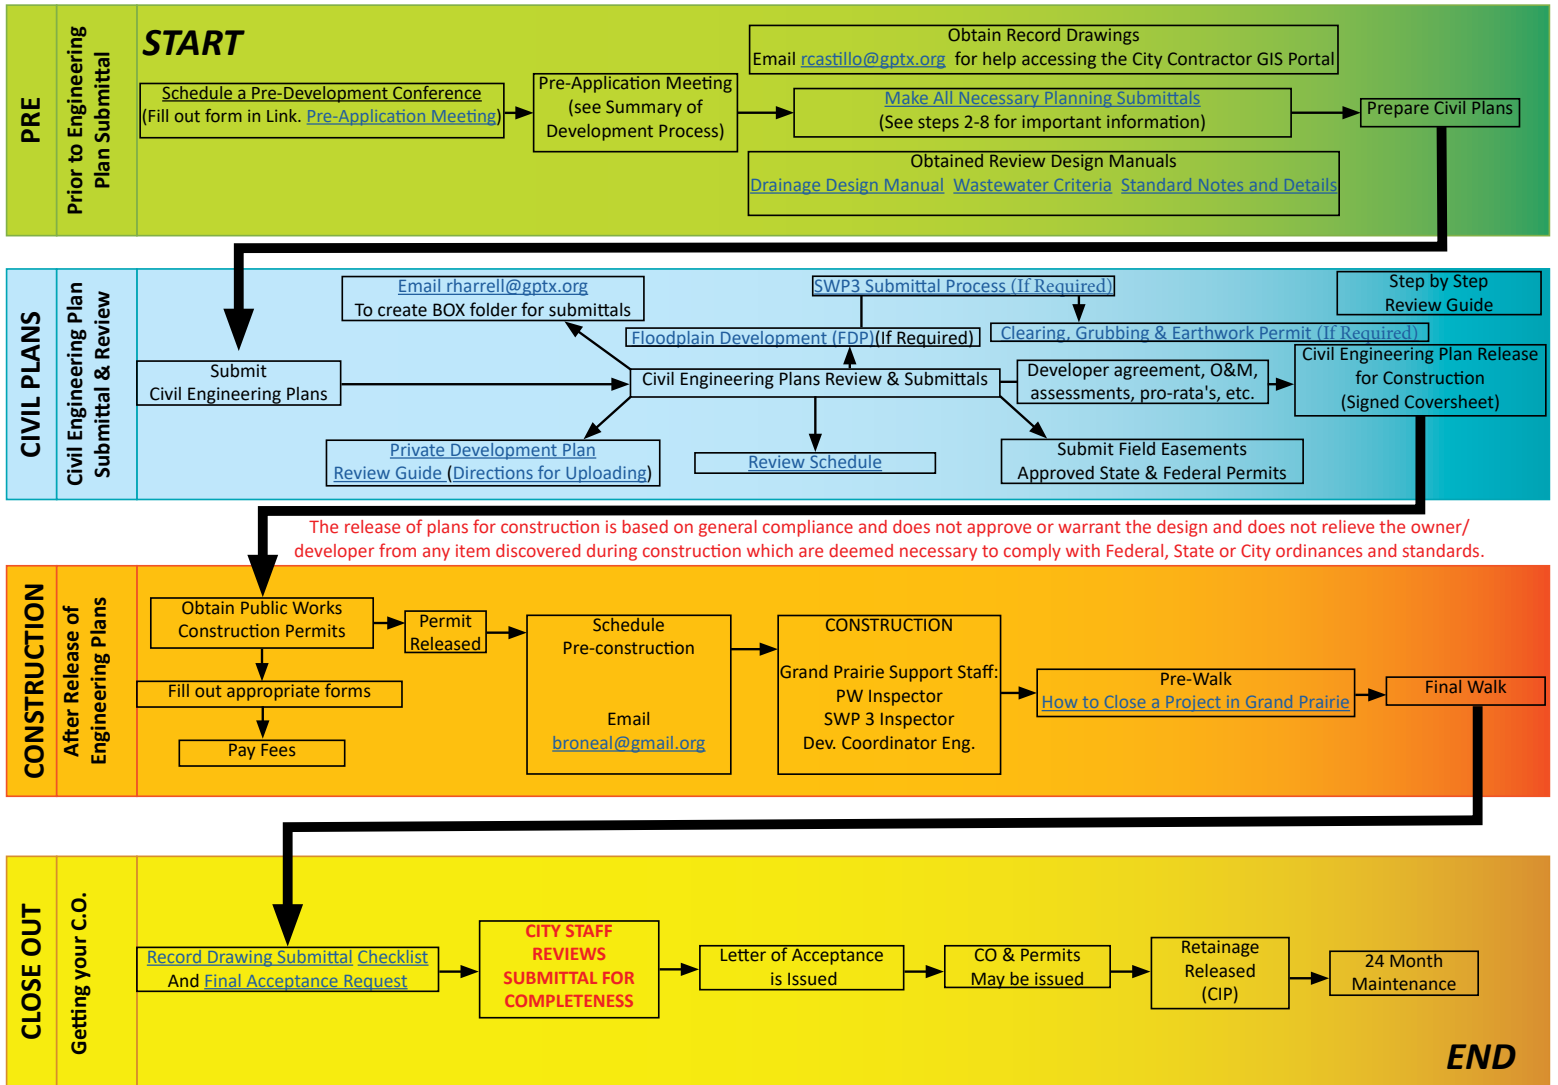 PRE
Prior to Engineering
Plan Submittal
START
Schedule a Pre-Development Conference
(Fill out form in Link. Pre-Application Meeting)
Pre-Application Meeting
(see Summary of
Development Process)
Obtain Record Drawings
Email rcastillo@gptx.org for help accessing the City Contractor GIS Portal
Make All Necessary Planning Submittals
(See steps 2-8 for important information)
Obtained Review Design Manuals
Drainage Design Manual Wastewater Criteria Standard Notes and Details
Prepare Civil Plans
CIVIL PLANS
Civil Engineering Plan
Submittal & Review
Submit
Civil Engineering Plans
Email rharrell@gptx.org
To create BOX folder for submittals
SWP3 Submittal Process (If Required)
Floodplain Development (FDP)(If Required)
Clearing, Grubbing & Earthwork Permit (If Required)
Step by Step
Review Guide
Civil Engineering Plans Review & Submittals
Developer agreement, O&M,
assessments, pro-rata's, etc.
Civil Engineering Plan Release
for Construction
(Signed Coversheet)
Private Development Plan
Review Guide (Directions for Uploading)
Review Schedule
Submit Field Easements
Approved State & Federal Permits
The release of plans for construction is based on general compliance and does not approve or warrant the design and does not relieve the owner/
developer from any item discovered during construction which are deemed necessary to comply with Federal, State or City ordinances and standards.
CONSTRUCTION
After Release of
Engineering Plans
Obtain Public Works
Construction Permits
Fill out appropriate forms
Pay Fees
Permit
Released
Schedule
Pre-construction
Email
broneal@gmail.org
CONSTRUCTION
Grand Prairie Support Staff:
PW Inspector
SWP 3 Inspector
Dev. Coordinator Eng.
Pre-Walk
How to Close a Project in Grand Prairie
Final Walk
CLOSE OUT
Getting your C.O.
Record Drawing Submittal Checklist
And Final Acceptance Request
CITY STAFF
REVIEWS
SUBMITTAL FOR
COMPLETENESS
Letter of Acceptance
is Issued
CO & Permits
May be issued
Retainage
Released
(CIP)
24 Month
Maintenance
END